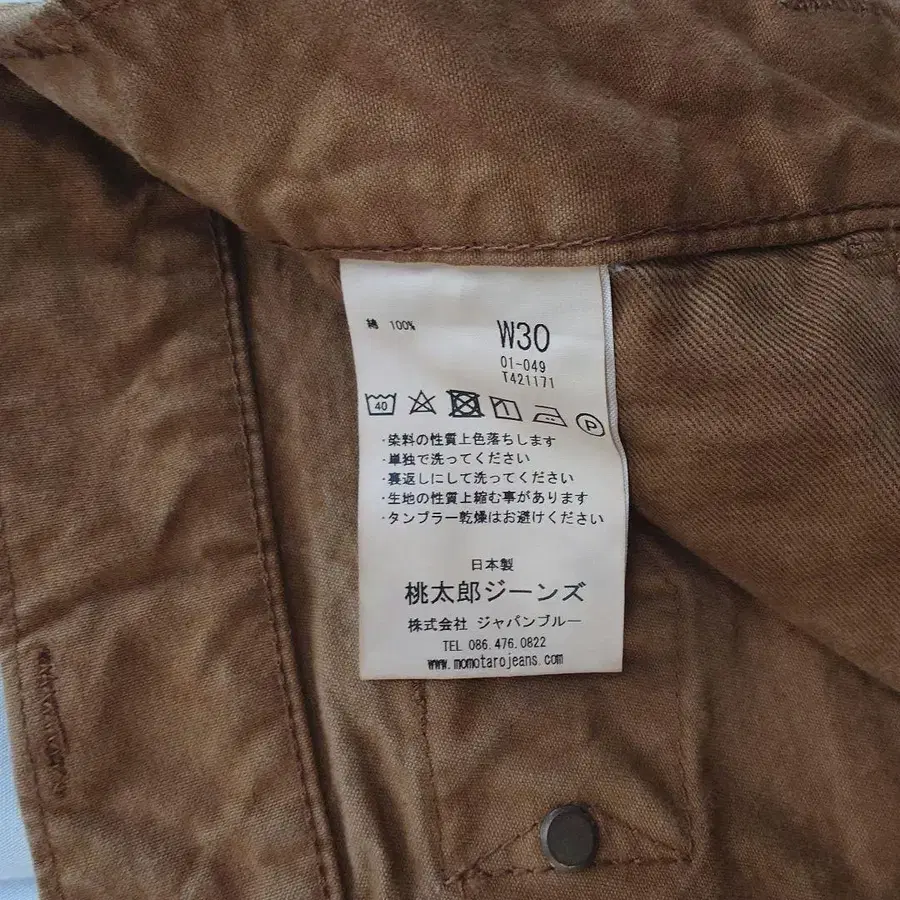 綿 100%
W30
01-049
T421171
40
P
・染料の性質上色落ちします
・単独で洗ってください
・裏返しにして洗ってください
・生地の性質上縮む事があります
・タンブラー乾燥はお避けください
日本製
桃太郎ジーンズ
株式会社 ジャパンブルー
TEL 086.476.0822
www.momotarojeans.com